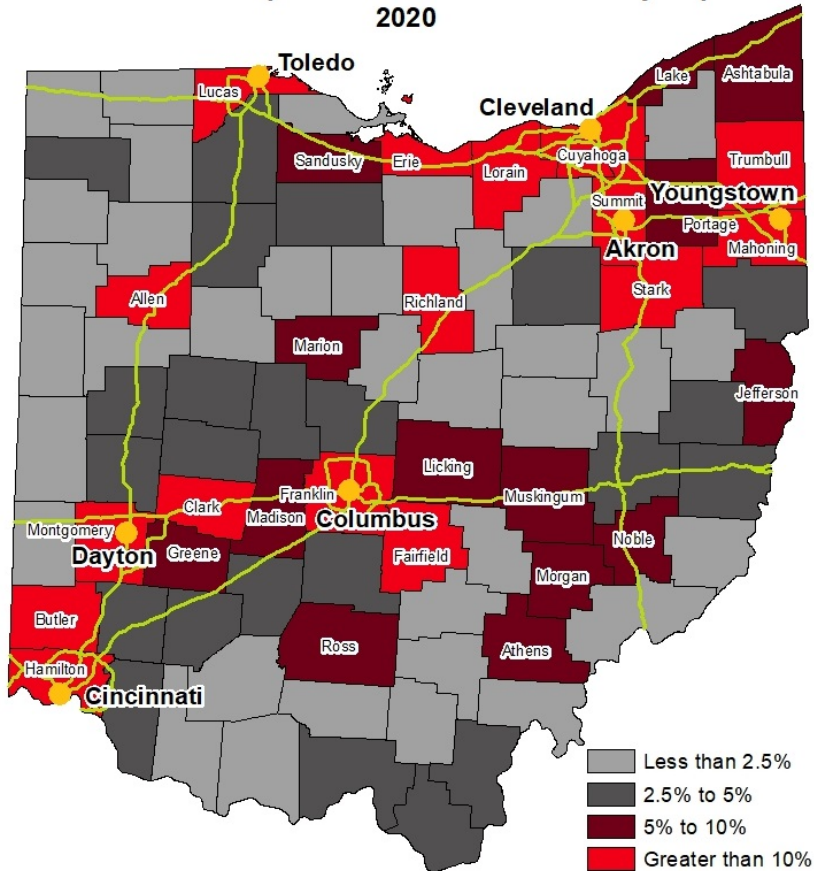 2020
Toledo
Lake
Ashtabula
Lucas
Cleveland
Sandusky
Erie
Cuyahoga
Trumbull
Lorain
Youngstown
Summit
Portage
Akron
Mahoning
Allen
Richland
Stark
Marion
Jefferson
Licking
Franklin
Muskingum
Clark
Madison
Columbus
Montgomery
Dayton
Greene
Fairfield
Noble
Morgan
Butler
Ross
Athens
Hamilton
Cincinnati
Less than 2.5%
2.5% to 5%
5% to 10%
Greater than 10%